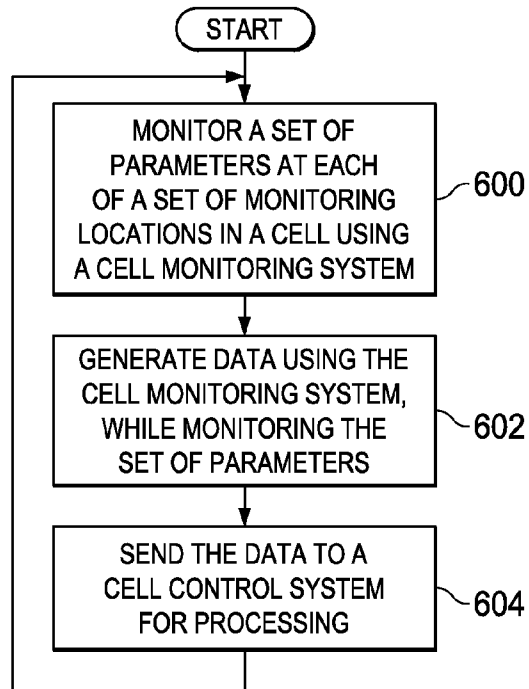 START
MONITOR A SET OF
PARAMETERS AT EACH
OF A SET OF MONITORING
LOCATIONS IN A CELL USING
A CELL MONITORING SYSTEM
600
GENERATE DATA USING THE
CELL MONITORING SYSTEM,
WHILE MONITORING THE
SET OF PARAMETERS
602
SEND THE DATA TO A
CELL CONTROL SYSTEM
FOR PROCESSING
604